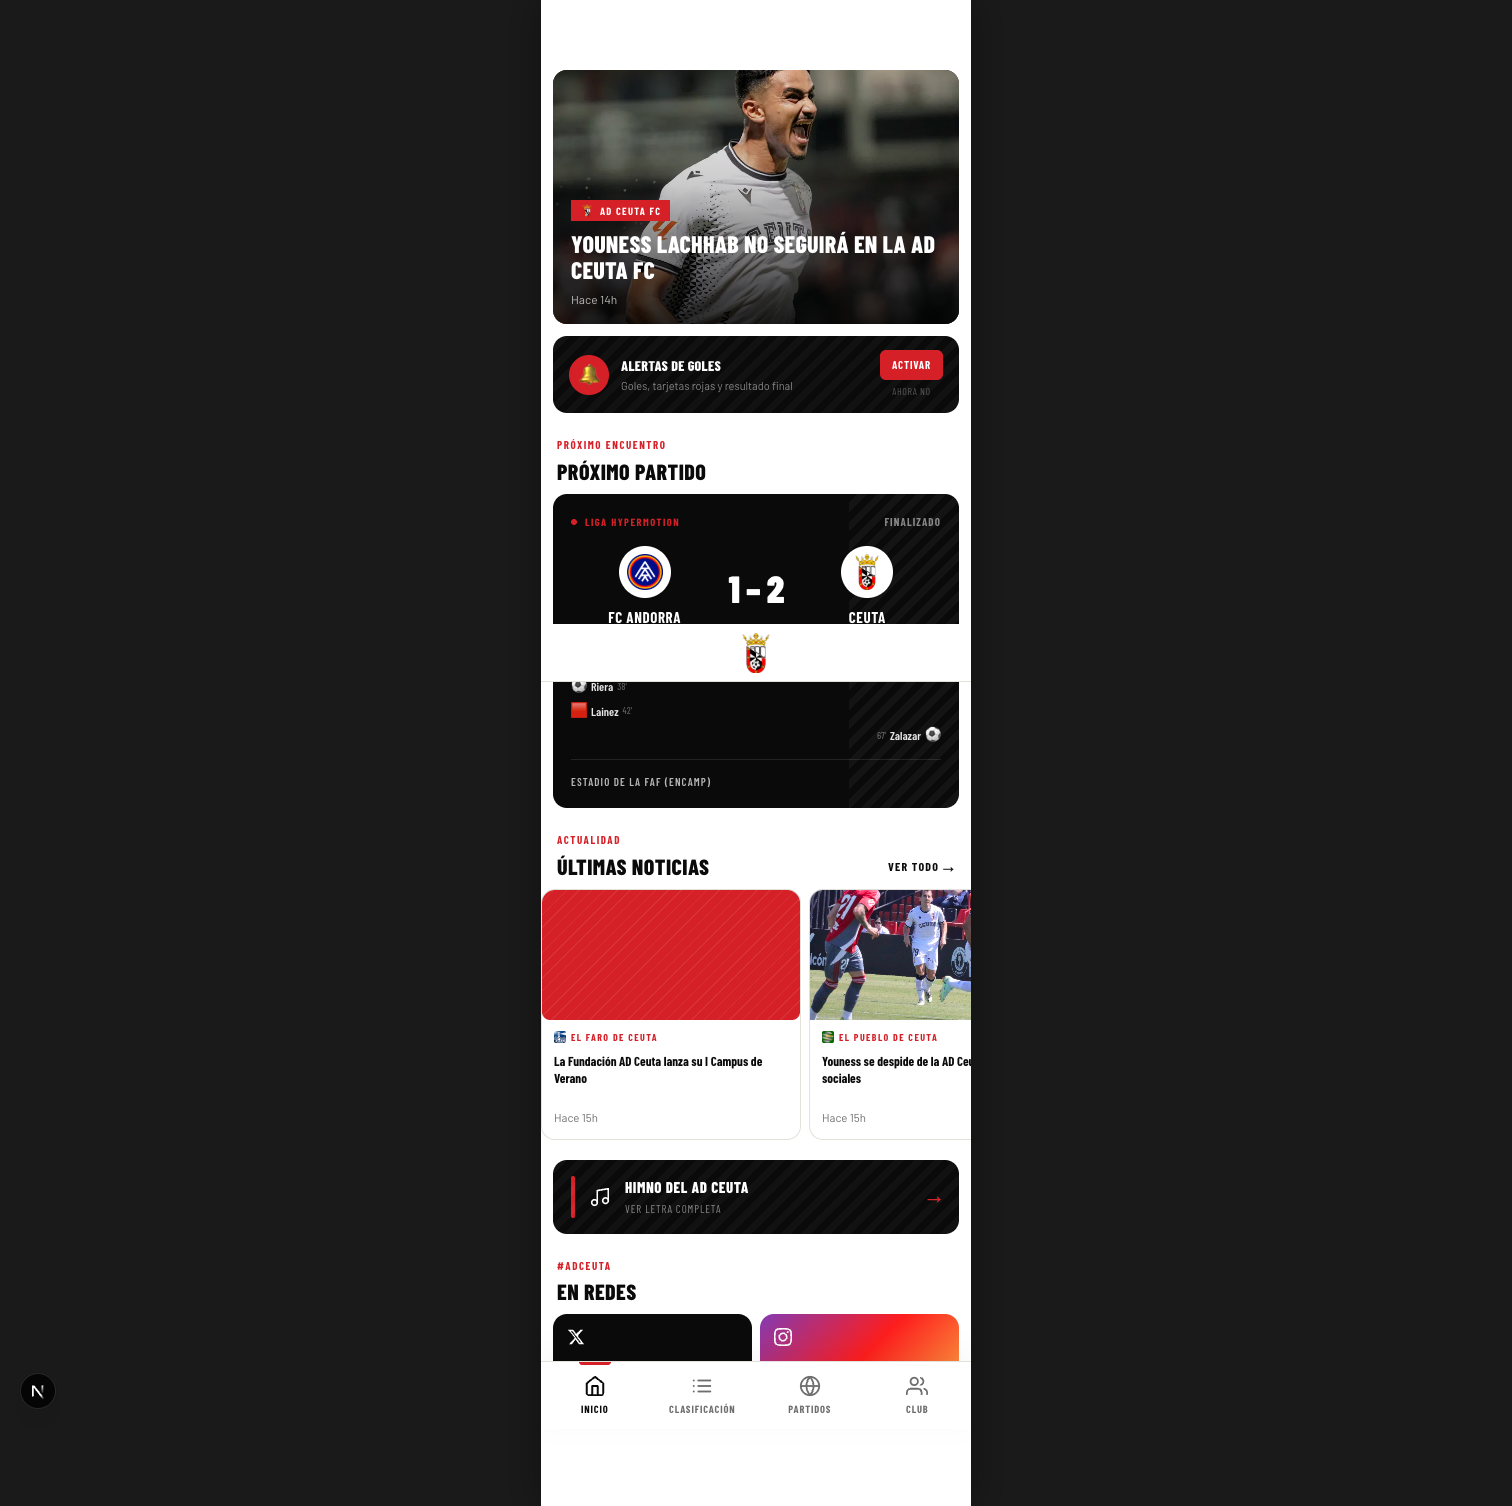 AD CEUTA FC
YOUNESS LACHHAB NO SEGUIRÁ EN LA AD
CEUTA FC
Hace 14h
ALERTAS DE GOLES
Goles, tarjetas rojas y resultado final
ACTIVAR
AHORA NO
PRÓXIMO ENCUENTRO
PRÓXIMO PARTIDO
LIGA HYPERMOTION
FINALIZADO
1-2
FC ANDORRA
CEUTA
Riera 38'
Lainez 42'
67' Zalazar
ESTADIO DE LA FAF (ENCAMP)
ACTUALIDAD
ÚLTIMAS NOTICIAS
VER TODO →
EL FARO DE CEUTA
La Fundación AD Ceuta lanza su I Campus de
Verano
Hace 15h
21
EL PUEBLO DE CEUTA
Youness se despide de la AD Ceu
sociales
Hace 15h
HIMNO DEL AD CEUTA
VER LETRA COMPLETA
→
#ADCEUTA
EN REDES
INICIO
CLASIFICACIÓN
PARTIDOS
CLUB